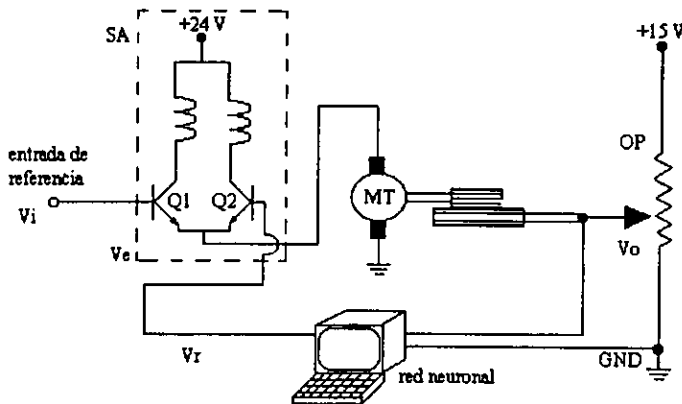 +24 V
SA
+15 V
OP
entrada de
referencia
Vi
Q1
Q2
MT
Ve
Vo
Vr
GND
red neuronal